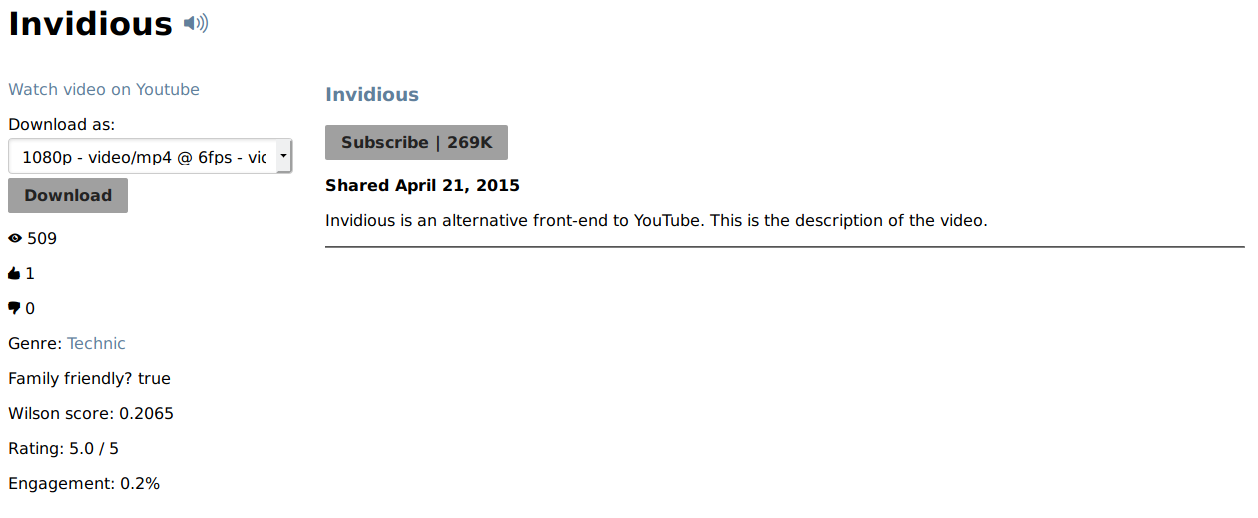 Invidious
Watch video on Youtube
Download as:
1080p - video/mp4 @ 6fps - vic
Download
509
1
0
Genre: Technic
Family friendly? true
Wilson score: 0.2065
Rating: 5.0 / 5
Engagement: 0.2%
Invidious
Subscribe | 269K
Shared April 21, 2015
Invidious is an alternative front-end to YouTube. This is the description of the video.